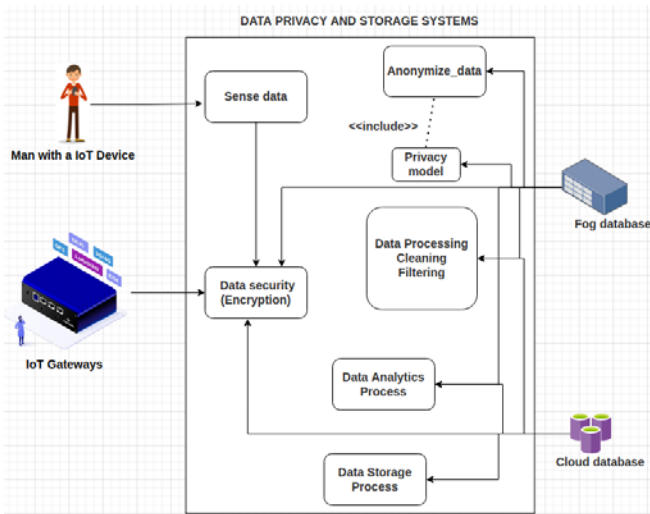 DATA PRIVACY AND STORAGE SYSTEMS
Anonymize_data
Sense data
<<include>>
Man with a IoT Device
Privacy
model
Fog database
Data Processing
Cleaning
Filtering
Data security
(Encryption)
IoT Gateways
Data Analytics
Process
Cloud database
Data Storage
Process